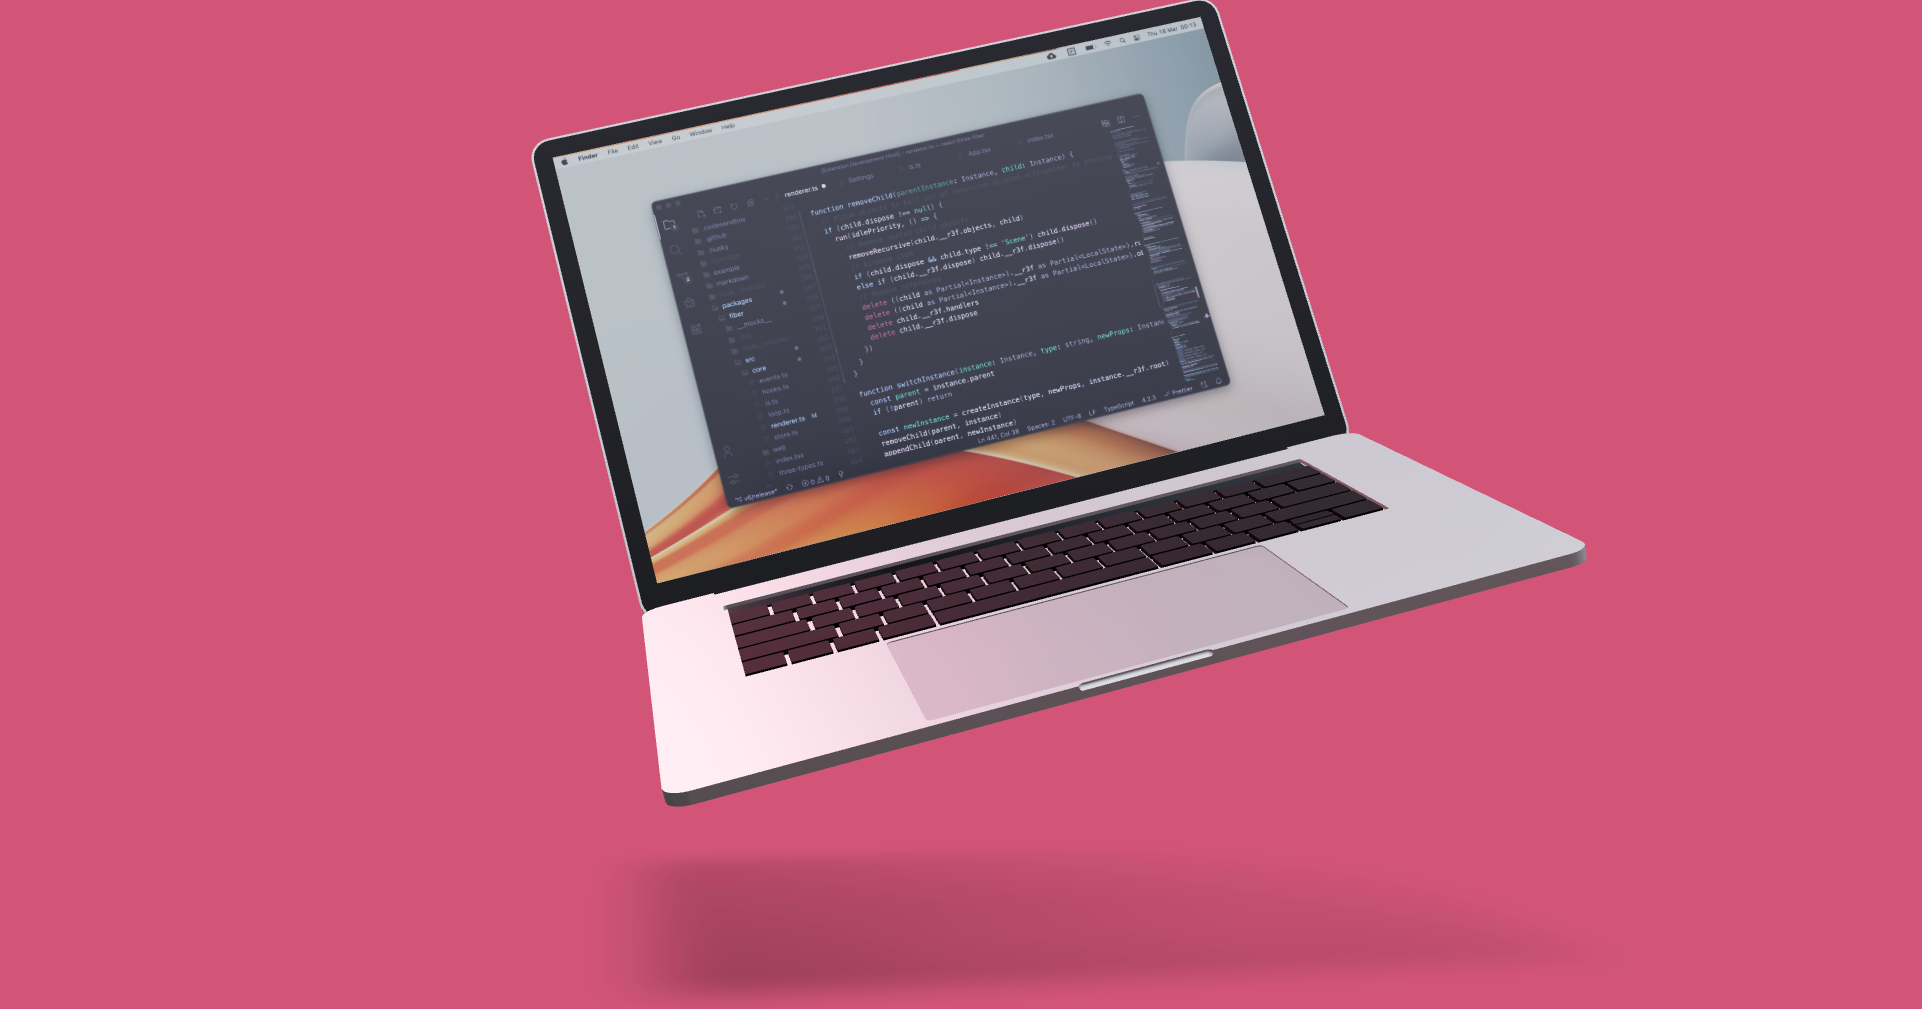 Finder File Edit View Go Window Help
Thu 18 Mar 00:13
[Extension Development Host] - renderer.ts — react-three-fiber
renderer.ts
Settings
is.ts
App.tsx
index.tsx
.codesandbox
.github
.husky
example
markdown
packages
fiber
__mocks__
src
core
events.ts
hooks.ts
is.ts
loop.ts
renderer.ts M
store.ts
web
index.tsx
three-types.ts
function removeChild(parentInstance: Instance, child: Instance) {
if (child.dispose !== null) {
run(idlePriority, () => {
removeRecursive(child.__r3f.objects, child)
if (child.dispose && child.type !== 'Scene') child.dispose()
else if (child.__r3f.dispose) child.__r3f.dispose()
delete ((child as Partial<Instance>).__r3f as Partial<LocalState>).ro
delete ((child as Partial<Instance>).__r3f as Partial<LocalState>).ob
delete child.__r3f.handlers
delete child.__r3f.dispose
})
}
}
function switchInstance(instance: Instance, type: string, newProps: Instanc
const parent = instance.parent
if (!parent) return
const newInstance = createInstance(type, newProps, instance.__r3f.root)
removeChild(parent, instance)
appendChild(parent, newInstance)
v6/release* 0 0
Ln 441, Col 38 Spaces: 2 UTF-8 LF TypeScript 4.2.3 Prettier